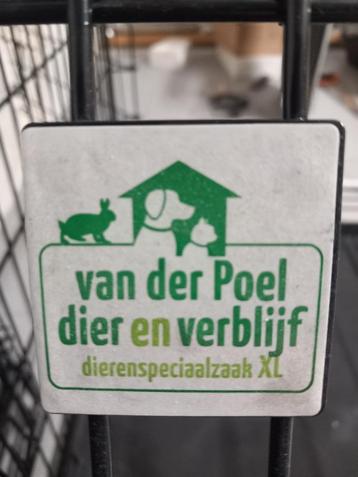 van der Poel
dier en verblijf
dierenspeciaalzaak XL